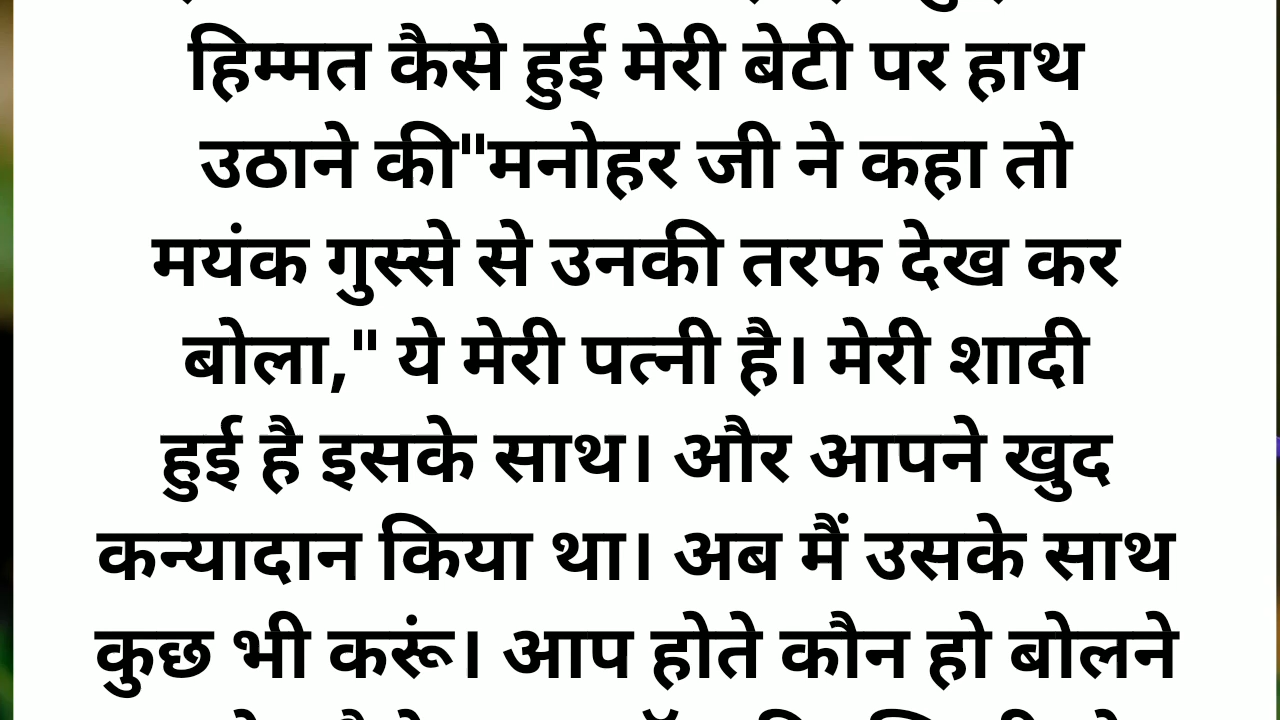 हिम्मत कैसे हुई मेरी बेटी पर हाथ
उठाने की"मनोहर जी ने कहा तो
मयंक गुस्से से उनकी तरफ देख कर
बोला," ये मेरी पत्नी है। मेरी शादी
हुई है इसके साथ। और आपने खुद
कन्यादान किया था। अब मैं उसके साथ
कुछ भी करूं। आप होते कौन हो बोलने